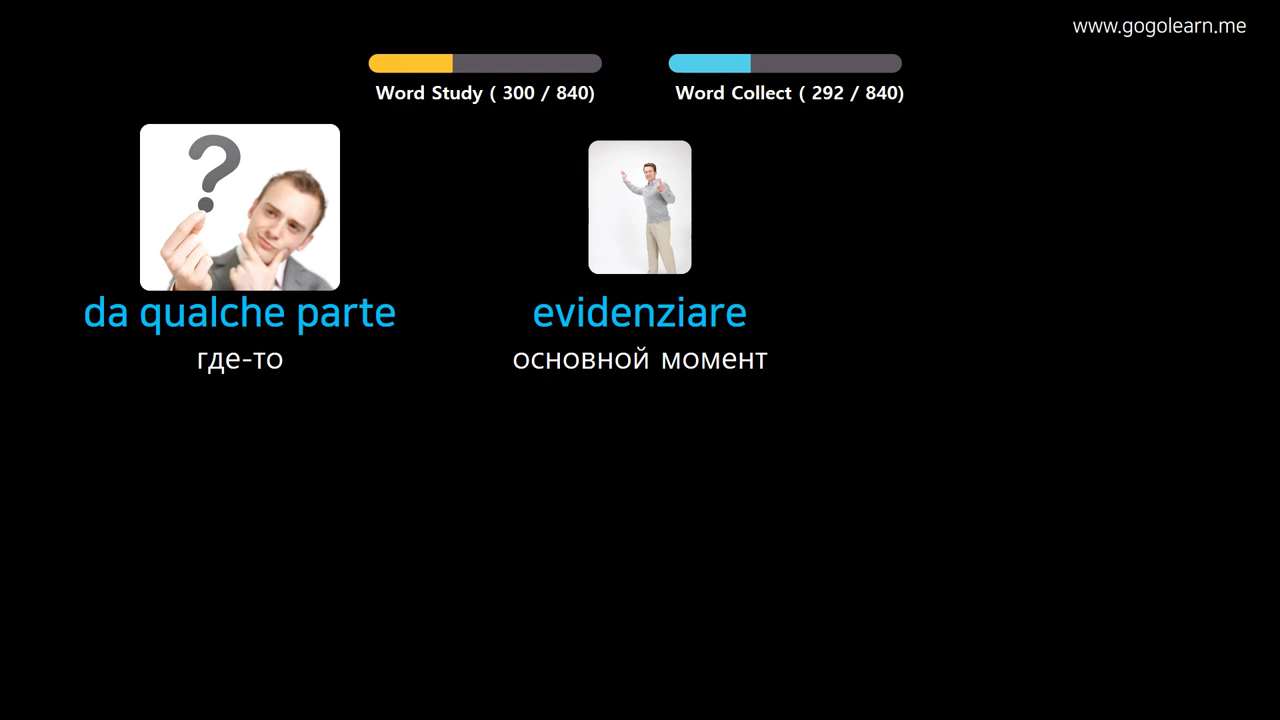 www.gogolearn.me
Word Study ( 300 / 840)
Word Collect ( 292 / 840)
da qualche parte
где-то
evidenziare
основной момент